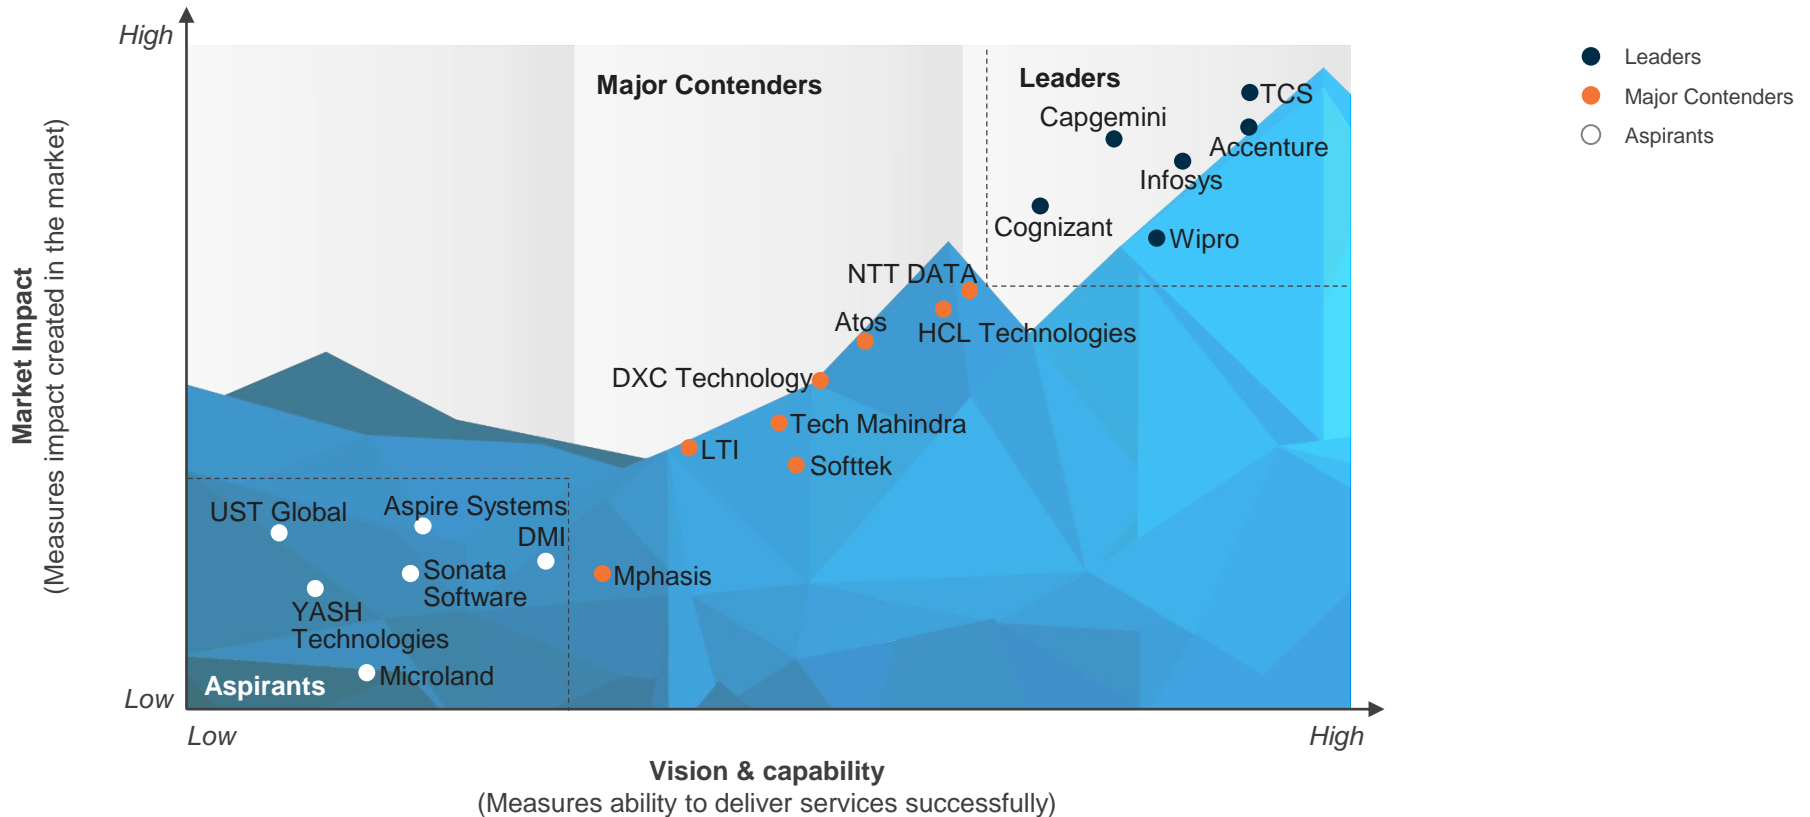 High
Major Contenders
Leaders
TCS
Capgemini
Accenture
Infosys
Cognizant
Wipro
NTT DATA
Atos
HCL Technologies
DXC Technology
Tech Mahindra
LTI
Softtek
UST Global
Aspire Systems
DMI
Sonata
Software
Mphasis
YASH
Technologies
Microland
Aspirants
Low
Low
High
Market Impact
(Measures impact created in the market)
Vision & capability
(Measures ability to deliver services successfully)
Leaders
Major Contenders
Aspirants